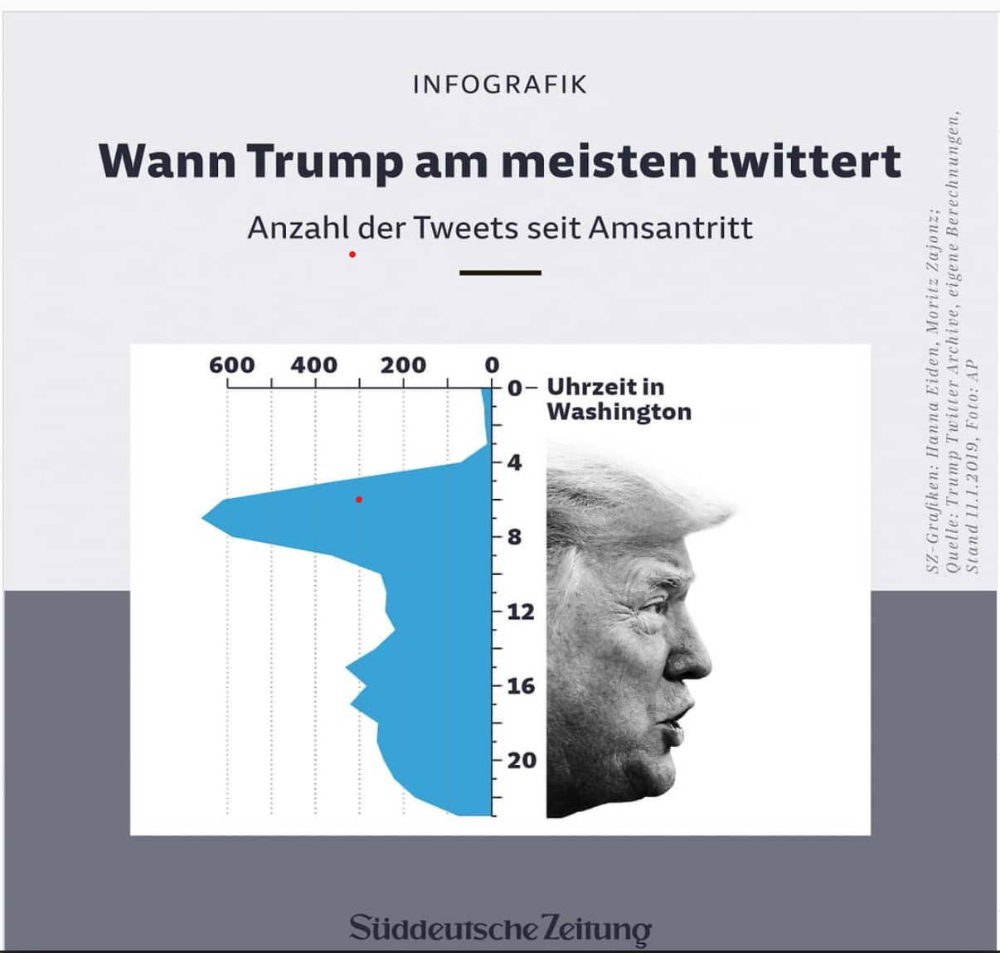 INFOGRAFIK
Wann Trump am meisten twittert
Anzahl der Tweets seit Amsantritt
600 400 200 0
0 Uhrzeit in
Washington
4
8
12
16
20
SZ-Grafiken: Hanna Eiden, Moritz Zajonz;
Quelle: Trump Twitter Archive, eigene Berechnungen,
Stand 11.1.2019, Foto: AP
Süddeutsche Zeitung